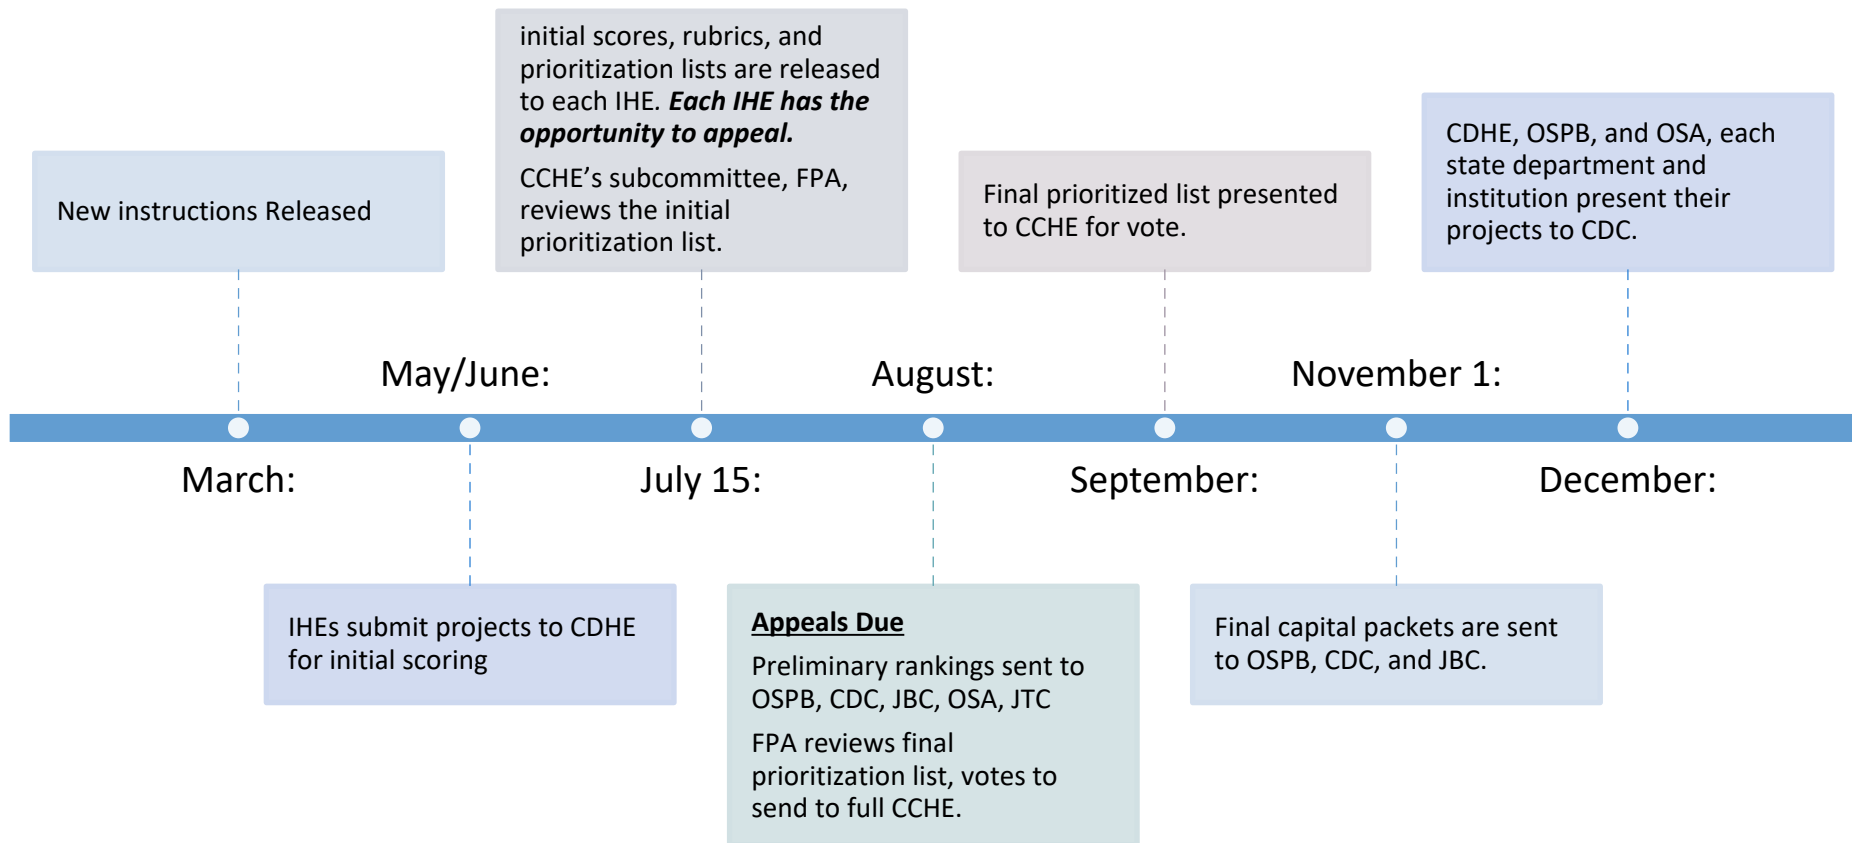 initial scores, rubrics, and
prioritization lists are released
to each IHE. Each IHE has the
opportunity to appeal.
CCHE’s subcommittee, FPA,
reviews the initial
prioritization list.
CDHE, OSPB, and OSA, each
state department and
institution present their
projects to CDC.
New instructions Released
Final prioritized list presented
to CCHE for vote.
May/June:
August:
November 1:
March:
July 15:
September:
December:
IHEs submit projects to CDHE
for initial scoring
Appeals Due
Preliminary rankings sent to
OSPB, CDC, JBC, OSA, JTC
FPA reviews final
prioritization list, votes to
send to full CCHE.
Final capital packets are sent
to OSPB, CDC, and JBC.